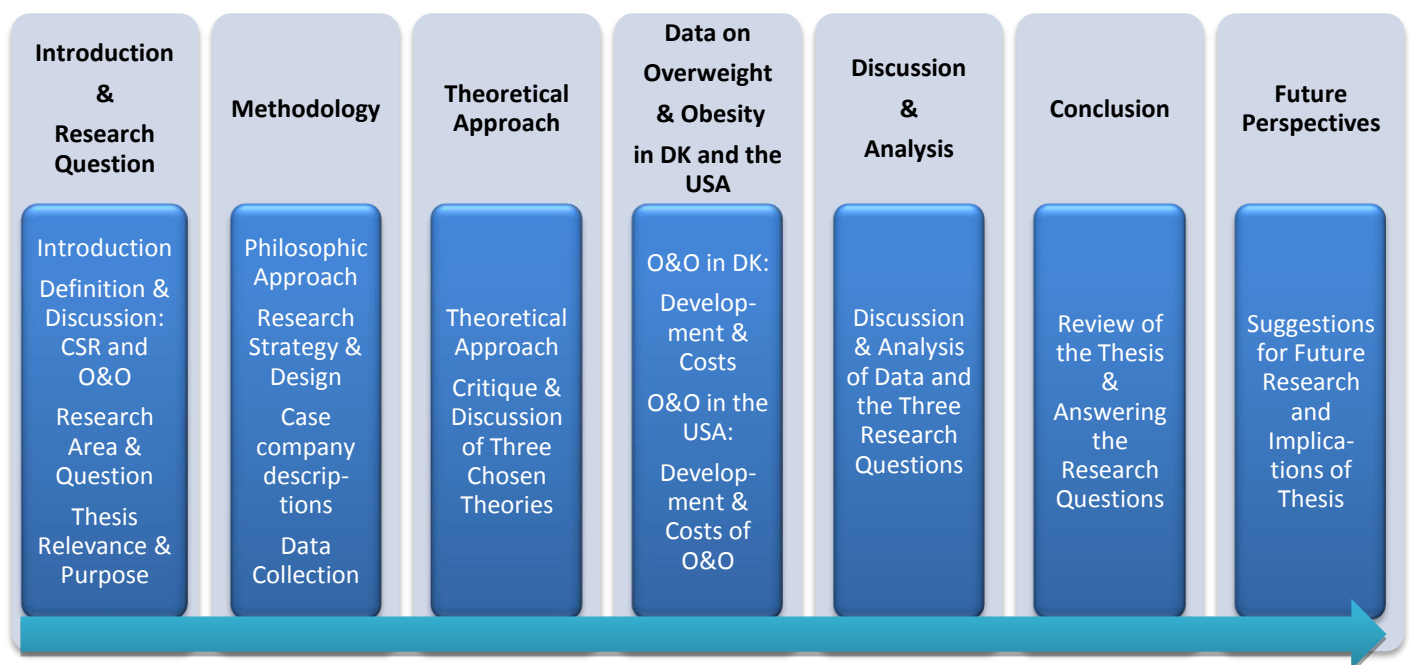 Introduction
&
Research
Question
Introduction
Definition &
Discussion:
CSR and
O&O
Research
Area &
Question
Thesis
Relevance &
Purpose
Methodology
Philosophic
Approach
Research
Strategy &
Design
Case
company
descrip-
tions
Data
Collection
Theoretical
Approach
Theoretical
Approach
Critique &
Discussion
of Three
Chosen
Theories
Data on
Overweight
& Obesity
in DK and the
USA
O&O in DK:
Develop-
ment &
Costs
O&O in the
USA:
Develop-
ment &
Costs of
O&O
Discussion
&
Analysis
Discussion
& Analysis
of Data and
the Three
Research
Questions
Conclusion
Review of
the Thesis
&
Answering
the
Research
Questions
Future
Perspectives
Suggestions
for Future
Research
and
Implica-
tions of
Thesis